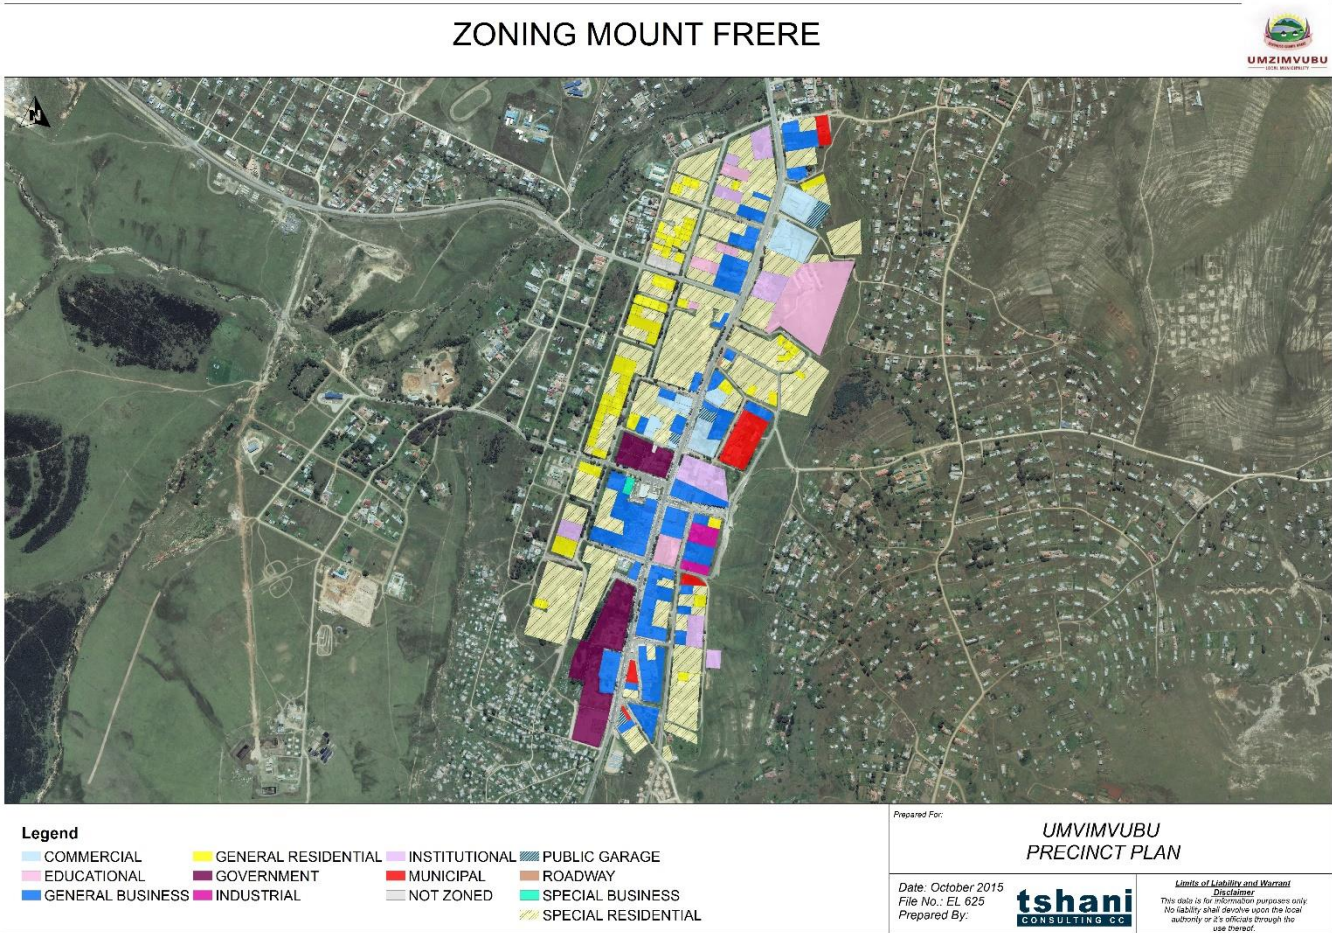 ZONING MOUNT FRERE
UMZIMVUBU
LOCAL MUNICIPALITY
N
Legend
COMMERCIAL
EDUCATIONAL
GENERAL BUSINESS
GENERAL RESIDENTIAL
GOVERNMENT
INDUSTRIAL
INSTITUTIONAL
MUNICIPAL
NOT ZONED
PUBLIC GARAGE
ROADWAY
SPECIAL BUSINESS
SPECIAL RESIDENTIAL
Prepared For:
UMVIMVUBU
PRECINCT PLAN
Date: October 2015
File No.: EL 625
Prepared By:
tshani
CONSULTING CC
Limits of Liability and Warrant
Disclaimer
This data is for information purposes only.
No liability shall devolve upon the local
authority or it's officials through the
use thereof.